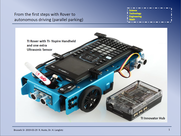 From the first steps with Rover to
autonomous driving (parallel parking)
TI-Rover with TI-Nspire Handheld
and one extra
Ultrasonic Sensor
TI-Innovator Hub